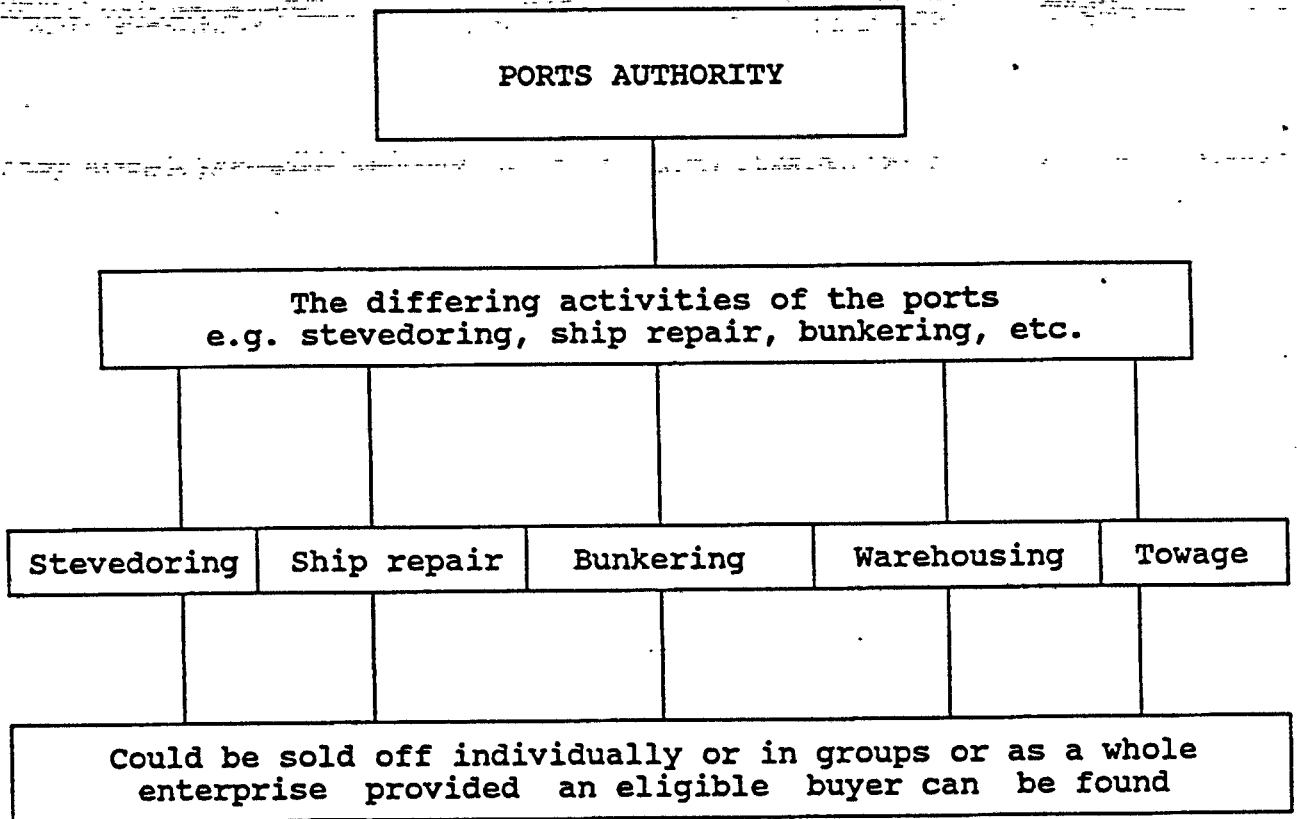 PORTS AUTHORITY
The differing activities of the ports
e.g. stevedoring, ship repair, bunkering, etc.
Stevedoring Ship repair Bunkering Warehousing Towage
Could be sold off individually or in groups or as a whole
enterprise provided an eligible buyer can be found